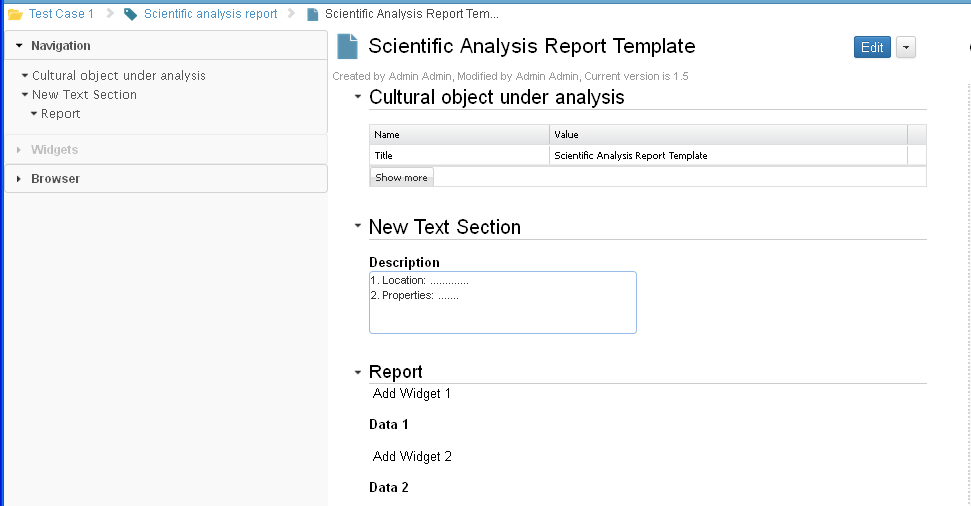 Test Case 1 Scientific analysis report Scientific Analysis Report Tem...
Navigation
Cultural object under analysis
New Text Section
Report
Widgets
Browser
Scientific Analysis Report Template
Edit
Created by Admin Admin, Modified by Admin Admin, Current version is 1.5
Cultural object under analysis
Name Value
Title Scientific Analysis Report Template
Show more
New Text Section
Description
1. Location: .............
2. Properties: .......
Report
Add Widget 1
Data 1
Add Widget 2
Data 2